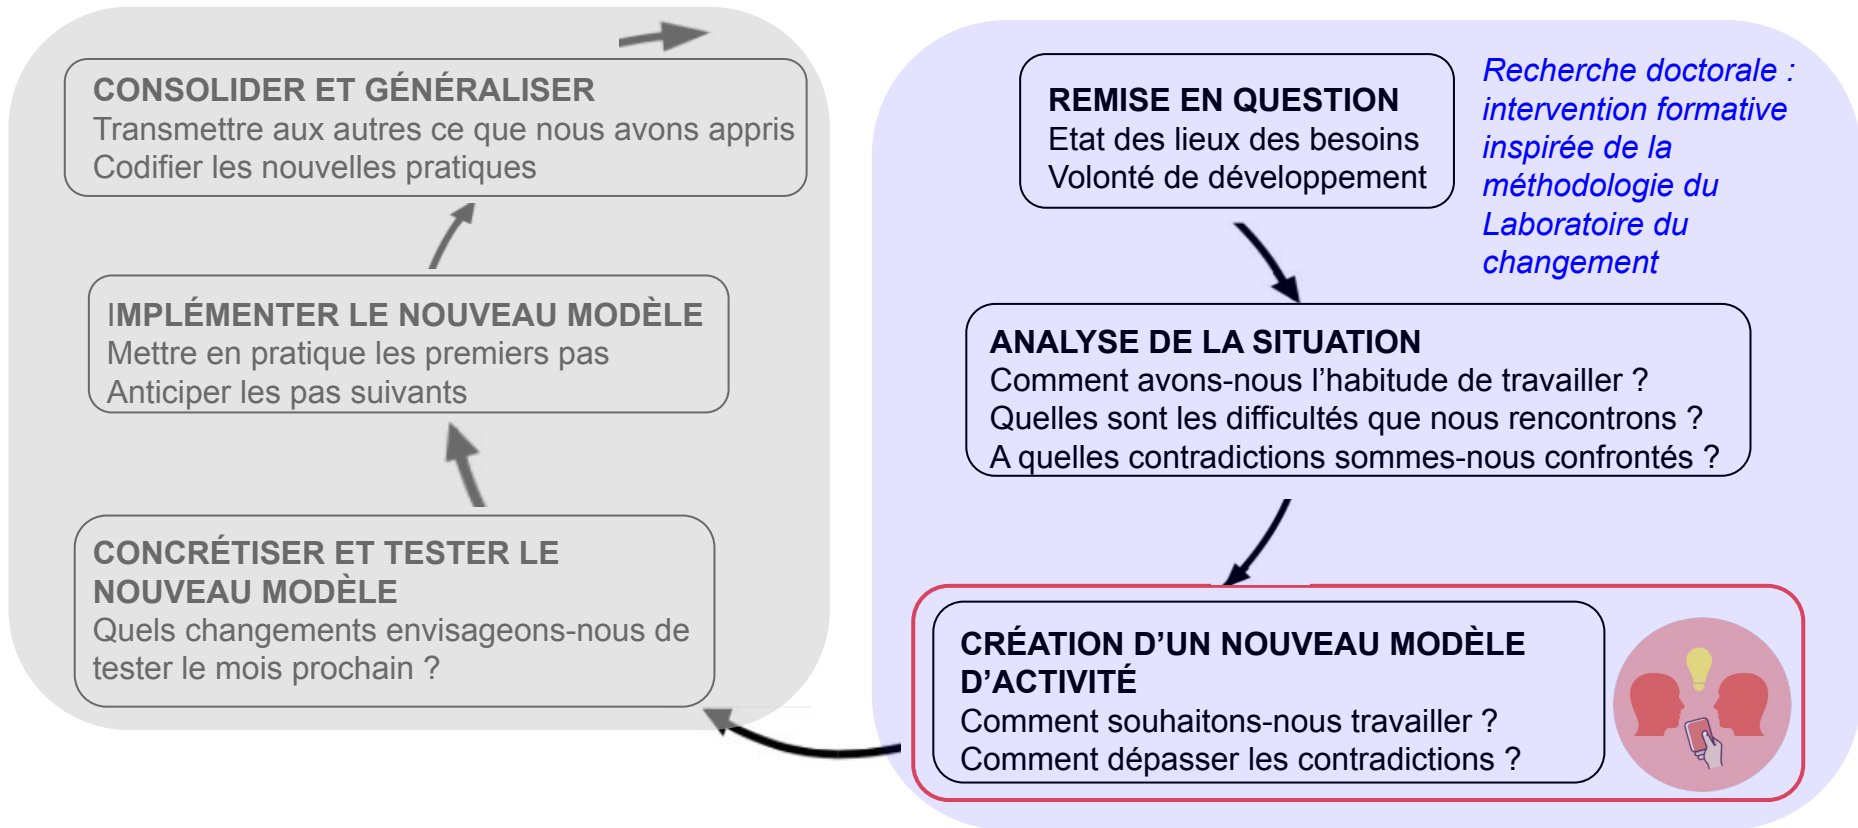 CONSOLIDER ET GÉNÉRALISER
Transmettre aux autres ce que nous avons appris
Codifier les nouvelles pratiques
IMPLÉMENTER LE NOUVEAU MODÈLE
Mettre en pratique les premiers pas
Anticiper les pas suivants
CONCRÉTISER ET TESTER LE
NOUVEAU MODÈLE
Quels changements envisageons-nous de
tester le mois prochain ?
REMISE EN QUESTION
Etat des lieux des besoins
Volonté de développement
Recherche doctorale :
intervention formative
inspirée de la
méthodologie du
Laboratoire du
changement
ANALYSE DE LA SITUATION
Comment avons-nous l’habitude de travailler ?
Quelles sont les difficultés que nous rencontrons ?
A quelles contradictions sommes-nous confrontés ?
CRÉATION D’UN NOUVEAU MODÈLE
D’ACTIVITÉ
Comment souhaitons-nous travailler ?
Comment dépasser les contradictions ?